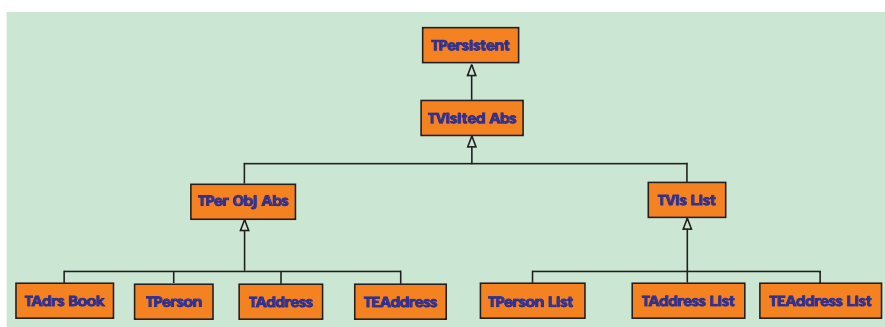 TPersistent
TVisited Abs
TPer Obj Abs
TVis List
TAdrs Book
TPerson
TAddress
TEAddress
TPerson List
TAddress List
TEAddress List